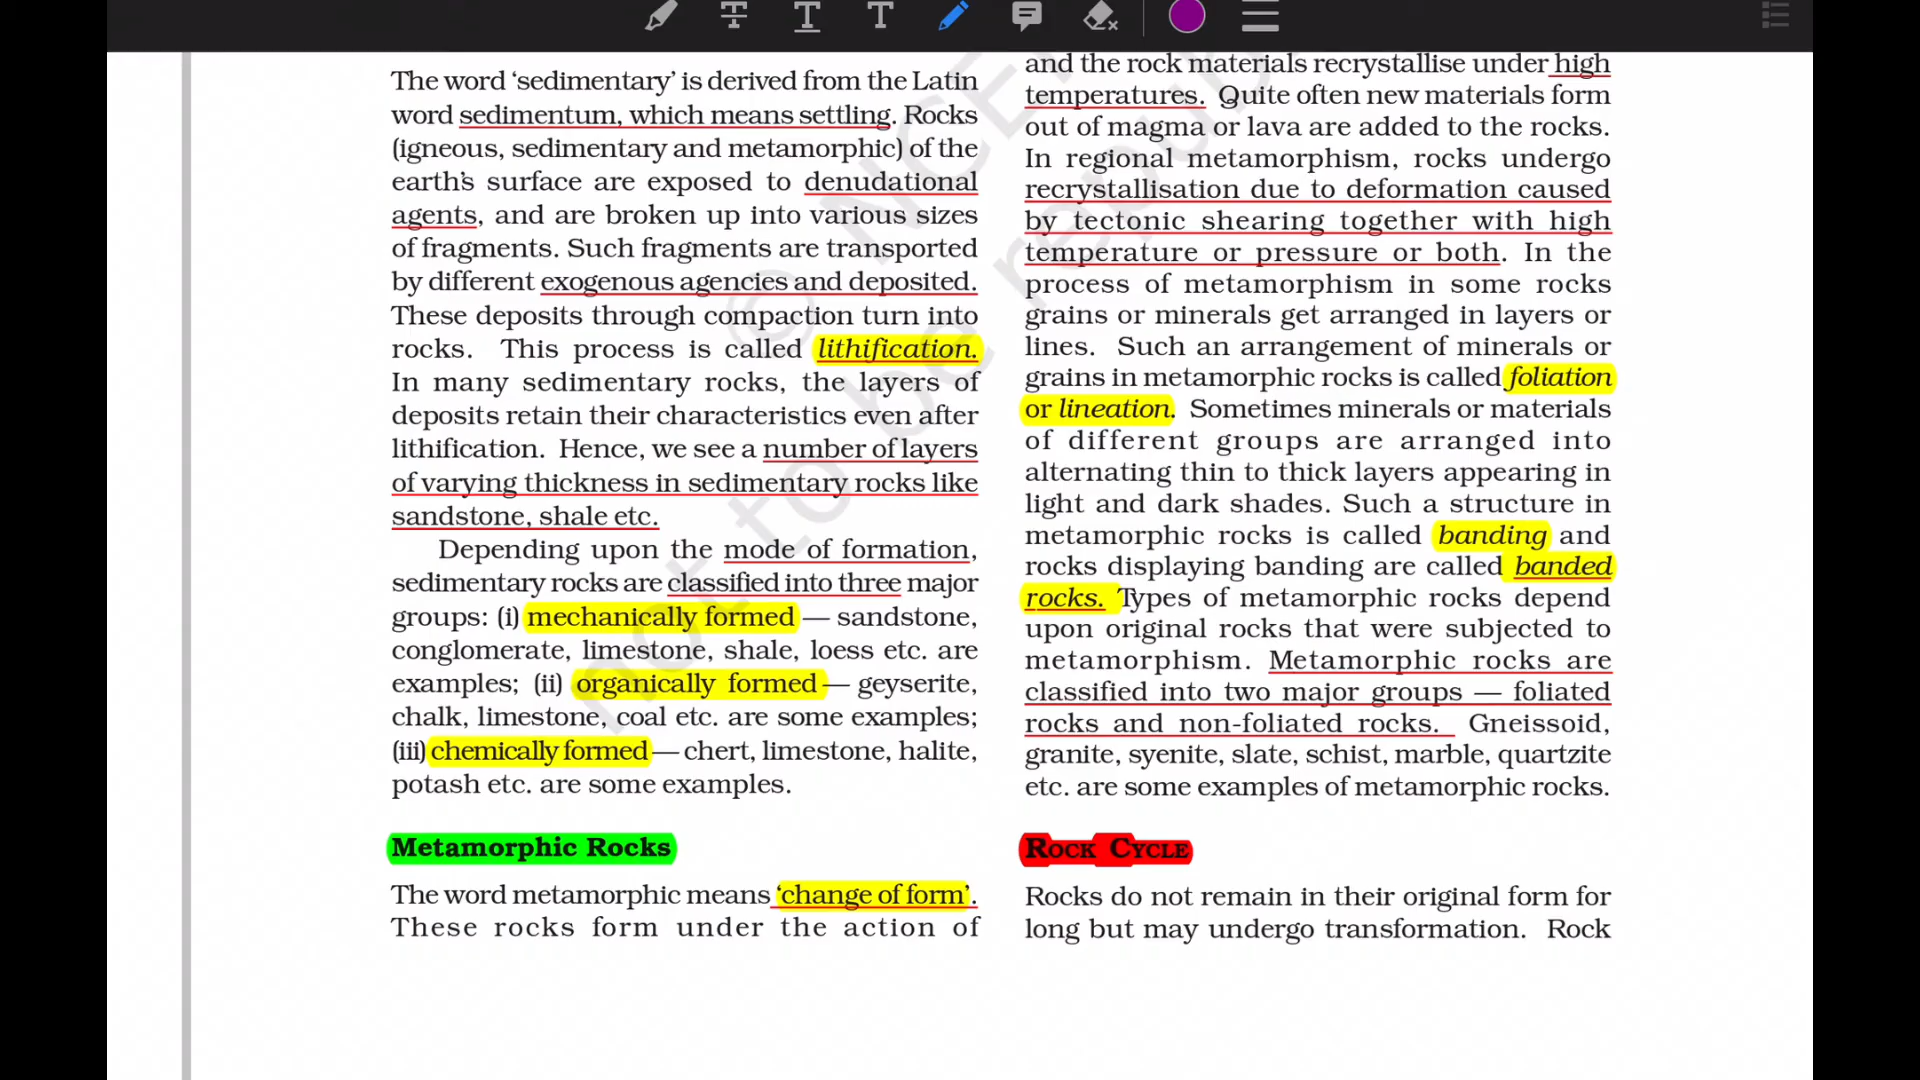 The word ‘sedimentary’ is derived from the Latin
word sedimentum, which means settling. Rocks
(igneous, sedimentary and metamorphic) of the
earth’s surface are exposed to denudational
agents, and are broken up into various sizes
of fragments. Such fragments are transported
by different exogenous agencies and deposited.
These deposits through compaction turn into
rocks. This process is called lithification.
In many sedimentary rocks, the layers of
deposits retain their characteristics even after
lithification. Hence, we see a number of layers
of varying thickness in sedimentary rocks like
sandstone, shale etc.
Depending upon the mode of formation,
sedimentary rocks are classified into three major
groups: (i) mechanically formed — sandstone,
conglomerate, limestone, shale, loess etc. are
examples; (ii) organically formed — geyserite,
chalk, limestone, coal etc. are some examples;
(iii) chemically formed — chert, limestone, halite,
potash etc. are some examples.
Metamorphic Rocks
The word metamorphic means ‘change of form’.
These rocks form under the action of
and the rock materials recrystallise under high
temperatures. Quite often new materials form
out of magma or lava are added to the rocks.
In regional metamorphism, rocks undergo
recrystallisation due to deformation caused
by tectonic shearing together with high
temperature or pressure or both. In the
process of metamorphism in some rocks
grains or minerals get arranged in layers or
lines. Such an arrangement of minerals or
grains in metamorphic rocks is called foliation
or lineation. Sometimes minerals or materials
of different groups are arranged into
alternating thin to thick layers appearing in
light and dark shades. Such a structure in
metamorphic rocks is called banding and
rocks displaying banding are called banded
rocks. Types of metamorphic rocks depend
upon original rocks that were subjected to
metamorphism. Metamorphic rocks are
classified into two major groups — foliated
rocks and non-foliated rocks. Gneissoid,
granite, syenite, slate, schist, marble, quartzite
etc. are some examples of metamorphic rocks.
ROCK CYCLE
Rocks do not remain in their original form for
long but may undergo transformation. Rock
not to be